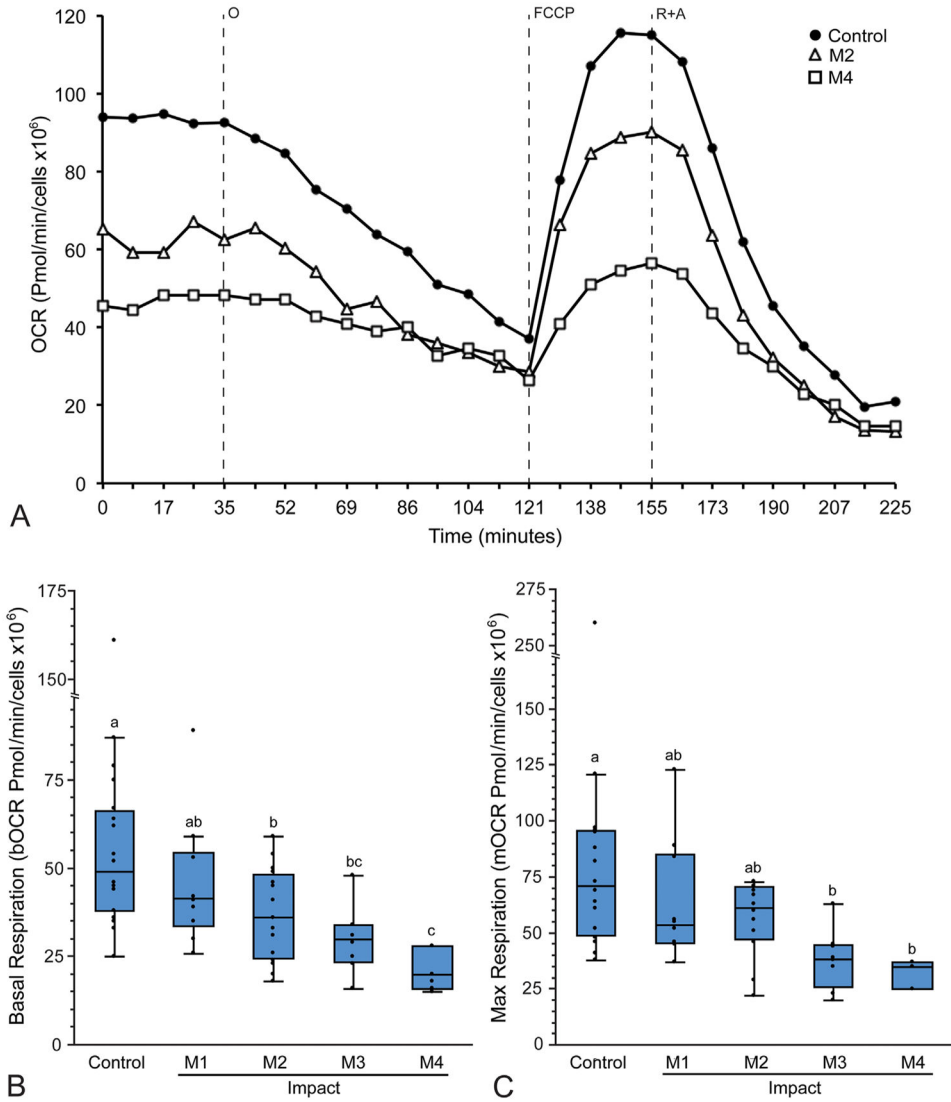 O FCCP R+A
Control
M2
M4
120
100
80
60
40
20
0
OCR (Pmol/min/cells x10⁶)
0 17 35 52 69 86 104 121 138 155 173 190 207 225
Time (minutes)
A
175
150
75
50
25
0
Basal Respiration (bOCR Pmol/min/cells x10⁶)
a
ab
b
bc
c
Control M1 M2 M3 M4
Impact
B
275
250
150
125
100
75
50
25
0
Max Respiration (mOCR Pmol/min/cells x10⁶)
a
ab
ab
b
b
Control M1 M2 M3 M4
Impact
C